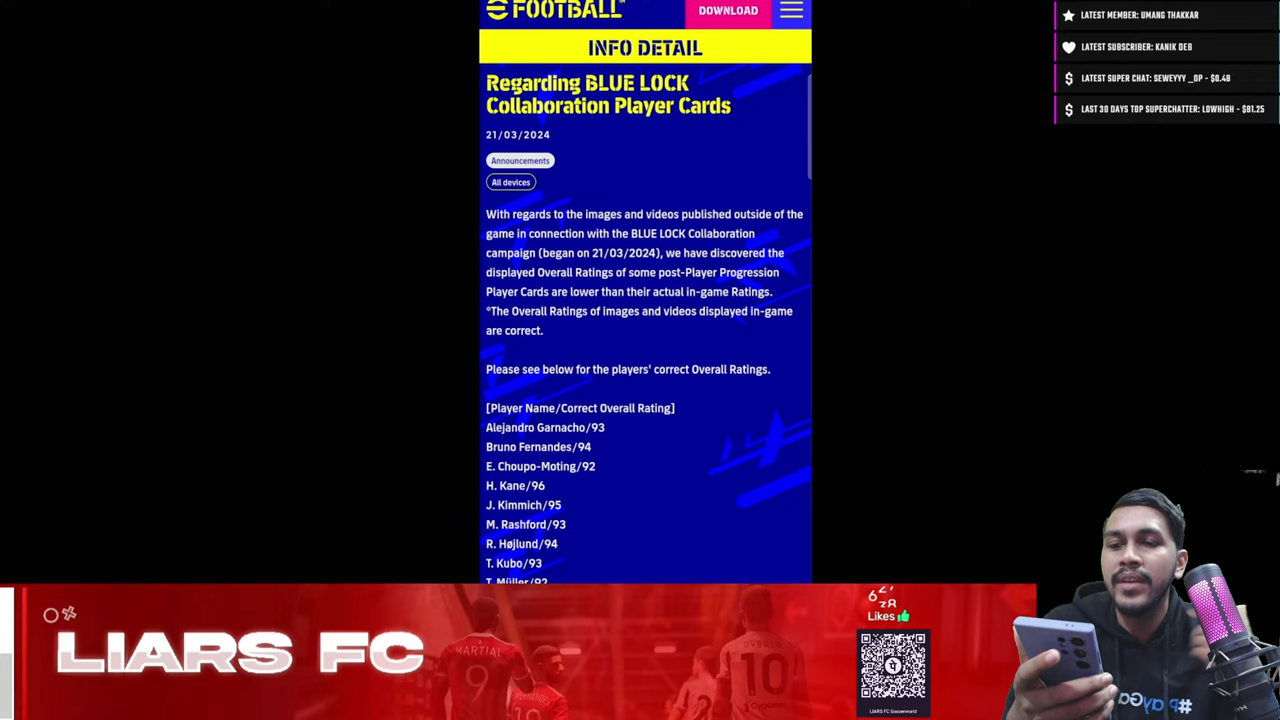 FOOTBALL
DOWNLOAD
INFO DETAIL
Regarding BLUE LOCK
Collaboration Player Cards
21/03/2024
Announcements
All devices
With regards to the images and videos published outside of the
game in connection with the BLUE LOCK Collaboration
campaign (began on 21/03/2024), we have discovered the
displayed Overall Ratings of some post-Player Progression
Player Cards are lower than their actual in-game Ratings.
*The Overall Ratings of images and videos displayed in-game
are correct.
Please see below for the players' correct Overall Ratings.
[Player Name/Correct Overall Rating]
Alejandro Garnacho/93
Bruno Fernandes/94
E. Choupo-Moting/92
H. Kane/96
J. Kimmich/95
M. Rashford/93
R. Højlund/94
T. Kubo/93
T. Müller/92
LATEST MEMBER: UMANG THAKKAR
LATEST SUBSCRIBER: KANIK DEB
LATEST SUPER CHAT: SEWEYYY _OP - $0.48
LAST 30 DAYS TOP SUPERCHATTER: LOWHIGH - $81.25
LIARS FC
MARTIAL
9
DYBALA
10
Likes
LIARS FC Soccerworld